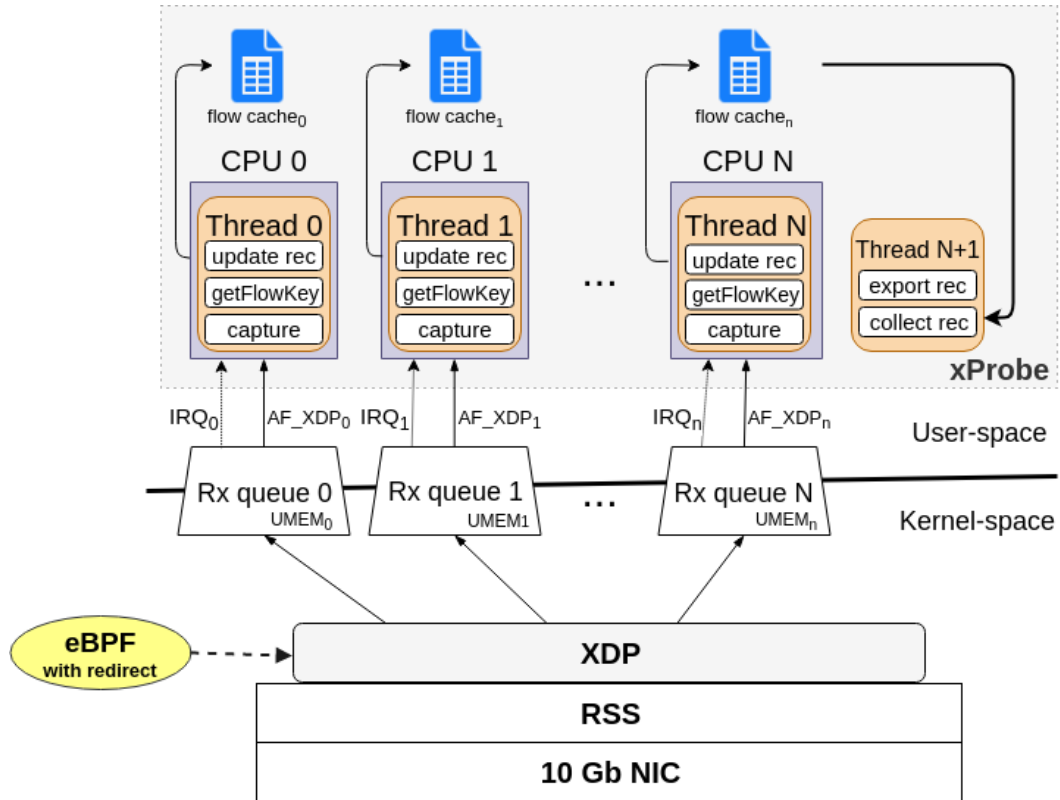 flow cache0
flow cache1
flow cachen
CPU 0
CPU 1
CPU N
Thread 0
update rec
getFlowKey
capture
Thread 1
update rec
getFlowKey
capture
...
Thread N
update rec
getFlowKey
capture
Thread N+1
export rec
collect rec
xProbe
IRQ0
AF_XDP0
IRQ1
AF_XDP1
IRQn
AF_XDPn
User-space
Rx queue 0
UMEM0
Rx queue 1
UMEM1
...
Rx queue N
UMEMn
Kernel-space
eBPF
with redirect
XDP
RSS
10 Gb NIC